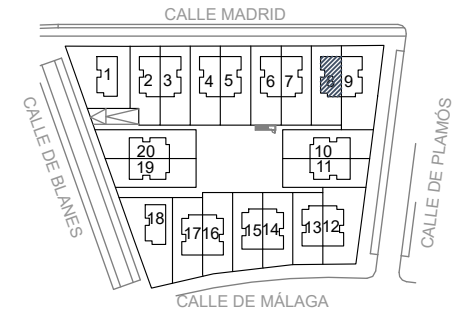 CALLE MADRID
1 2 3 4 5 6 7 8 9
CALLE DE BLANES
CALLE DE PLAMÓS
20 10
19 11
18 17 16 15 14 13 12
CALLE DE MÁLAGA